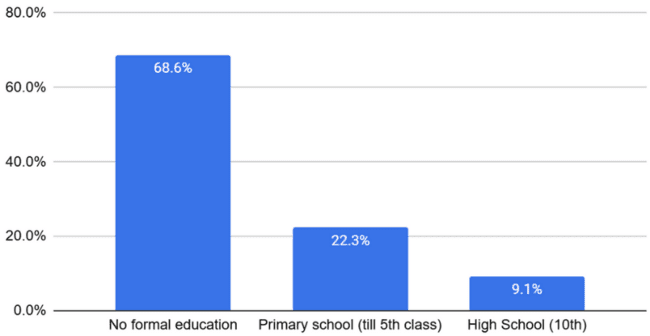 80.0%
60.0%
40.0%
20.0%
0.0%
68.6%
22.3%
9.1%
No formal education
Primary school (till 5th class)
High School (10th)